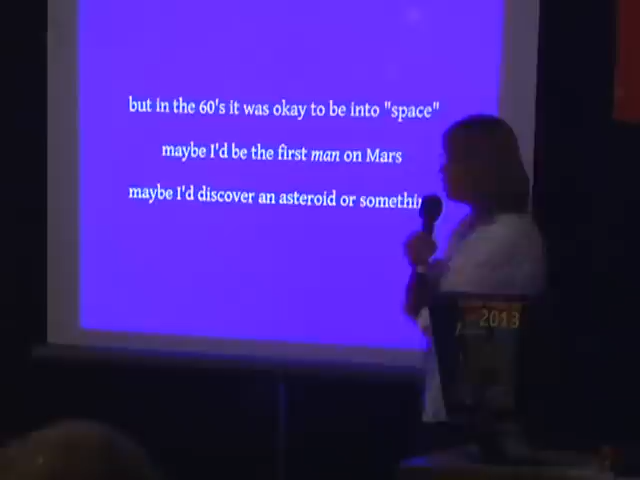 but in the 60's it was okay to be into "space"
maybe I'd be the first man on Mars
maybe I'd discover an asteroid or somethin
2013